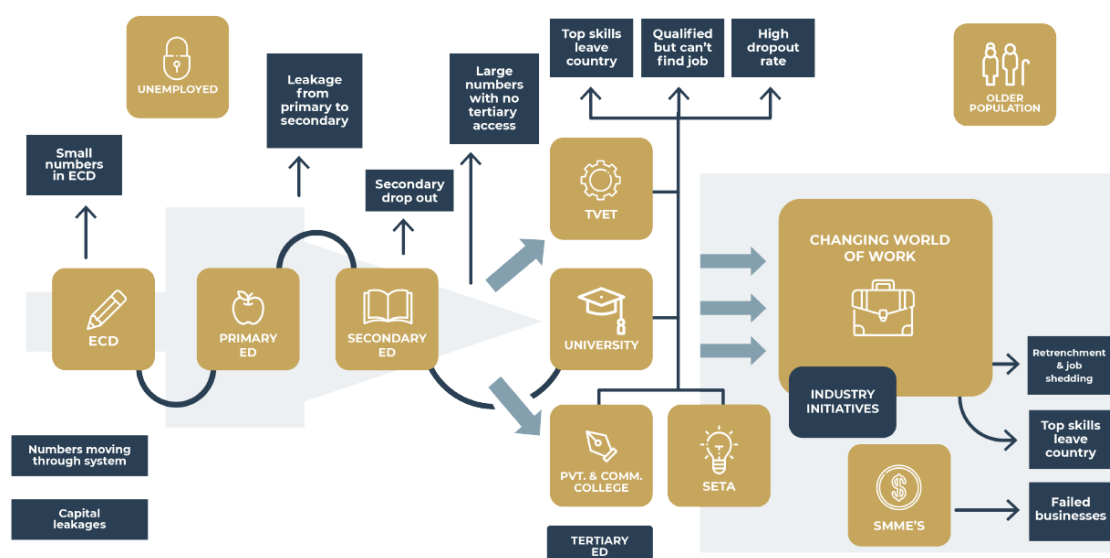 UNEMPLOYED
Small
numbers
in ECD
Leakage
from
primary to
secondary
Secondary
drop out
Large
numbers
with no
tertiary
access
Top skills
leave
country
Qualified
but can't
find job
High
dropout
rate
OLDER
POPULATION
ECD
PRIMARY
ED
SECONDARY
ED
TVET
UNIVERSITY
PVT. & COMM.
COLLEGE
SETA
TERTIARY
ED
CHANGING WORLD
OF WORK
INDUSTRY
INITIATIVES
Retrenchment
& job
shedding
Top skills
leave
country
$
SMME'S
Failed
businesses
Numbers moving
through system
Capital
leakages